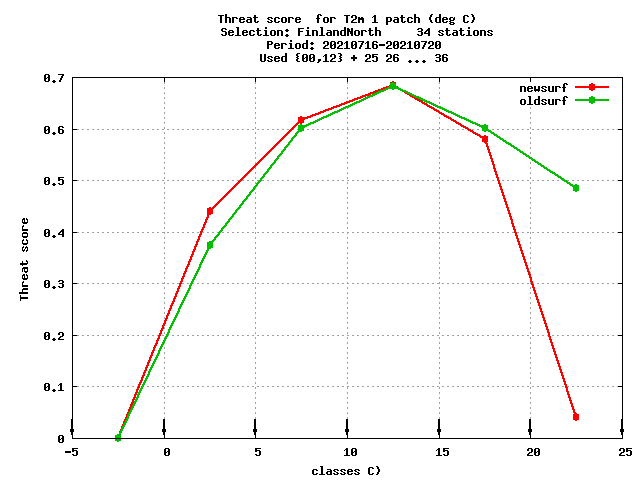 Threat score  for T2m 1 patch (deg C)
Selection: FinlandNorth     34 stations
Period: 20210716-20210720
Used {00,12} + 25 26 ... 36
newsurf
oldsurf
Threat score
0.7
0.6
0.5
0.4
0.3
0.2
0.1
0
-5 0 5 10 15 20 25
classes C)